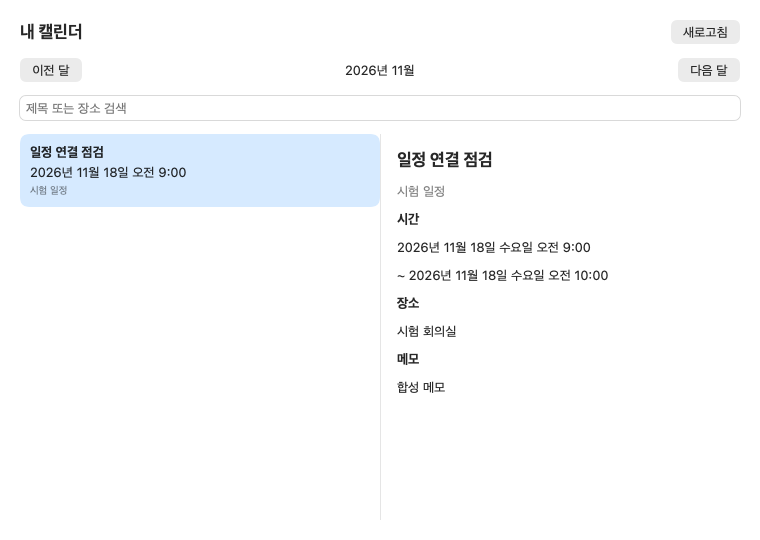 내 캘린더
새로고침
이전 달
2026년 11월
다음 달
제목 또는 장소 검색
일정 연결 점검
2026년 11월 18일 오전 9:00
시험 일정
일정 연결 점검
시험 일정
시간
2026년 11월 18일 수요일 오전 9:00
~ 2026년 11월 18일 수요일 오전 10:00
장소
시험 회의실
메모
합성 메모